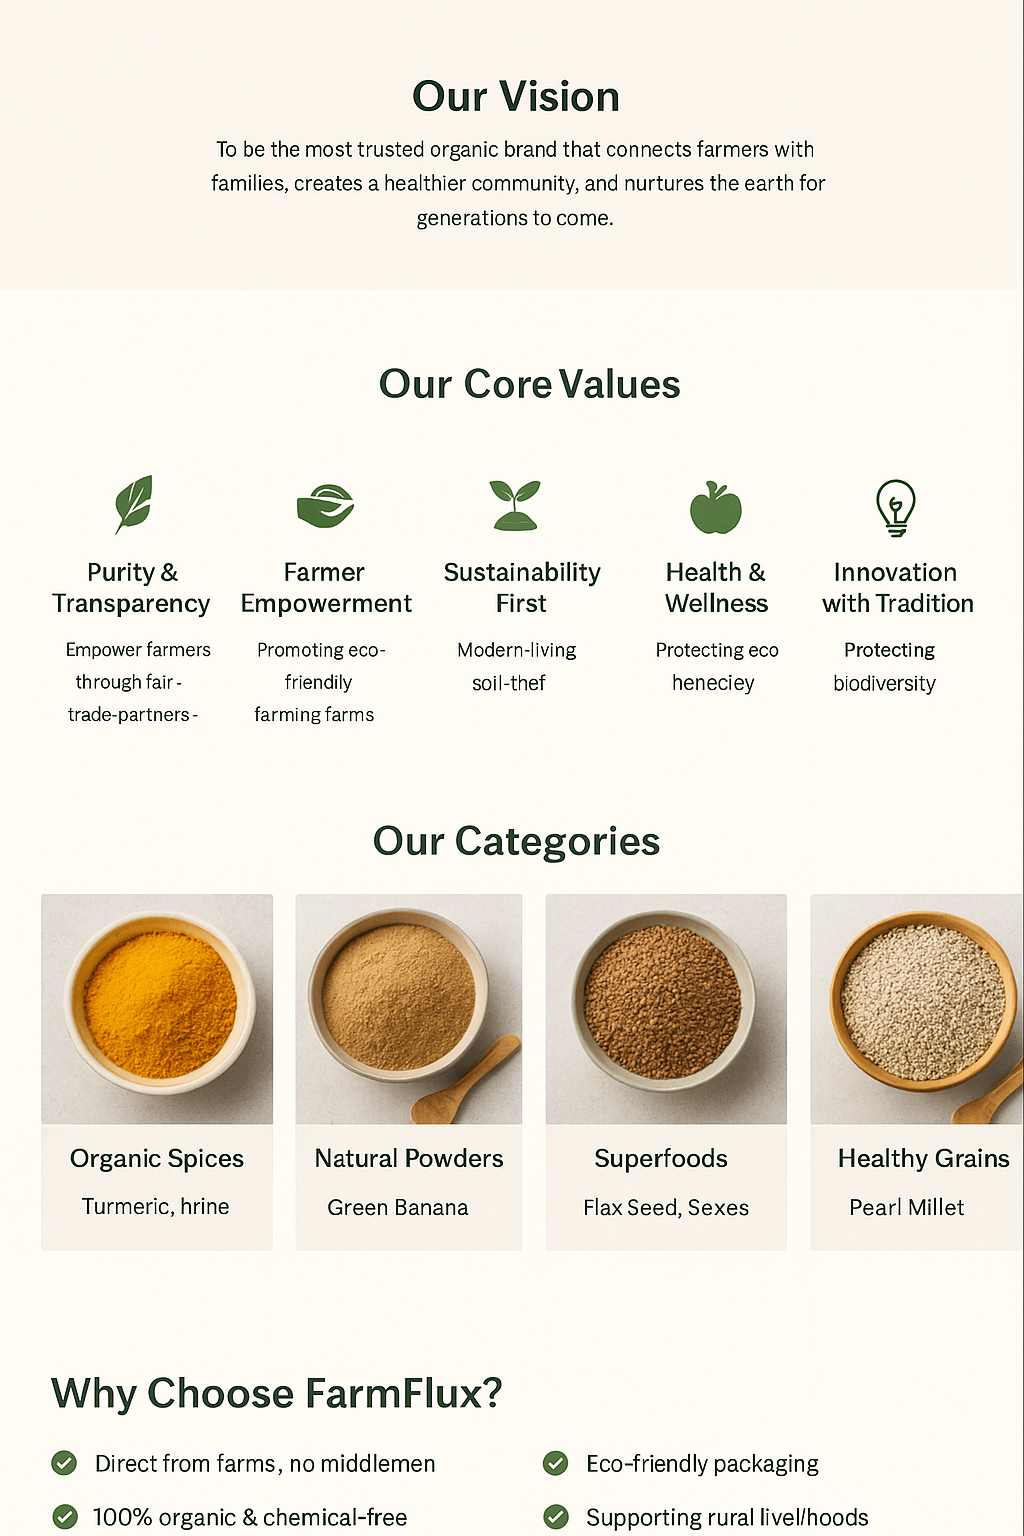 Our Vision
To be the most trusted organic brand that connects farmers with
families, creates a healthier community, and nurtures the earth for
generations to come.
Our Core Values
Purity &
Transparency
Empower farmers
through fair-
trade-partners-
Farmer
Empowerment
Promoting eco-
friendly
farming farms
Sustainability
First
Modern-living
soil-thef
Health &
Wellness
Protecting eco
heneciey
Innovation
with Tradition
Protecting
biodiversity
Our Categories
Organic Spices
Turmeric, hrine
Natural Powders
Green Banana
Superfoods
Flax Seed, Sexes
Healthy Grains
Pearl Millet
Why Choose FarmFlux?
Direct from farms, no middlemen
100% organic & chemical-free
Eco-friendly packaging
Supporting rural livel/hoods